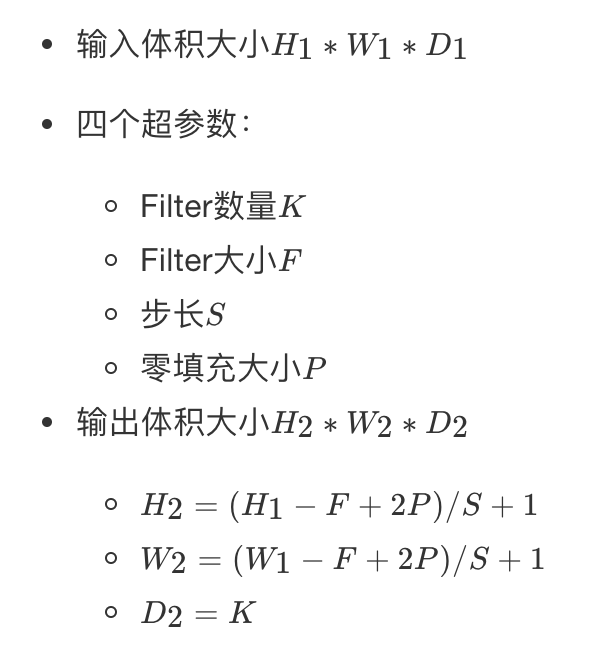 输入体积大小H1 * W1 * D1
四个超参数：
Filter数量K
Filter大小F
步长S
零填充大小P
输出体积大小H2 * W2 * D2
H2 = (H1 − F + 2P)/S + 1
W2 = (W1 − F + 2P)/S + 1
D2 = K